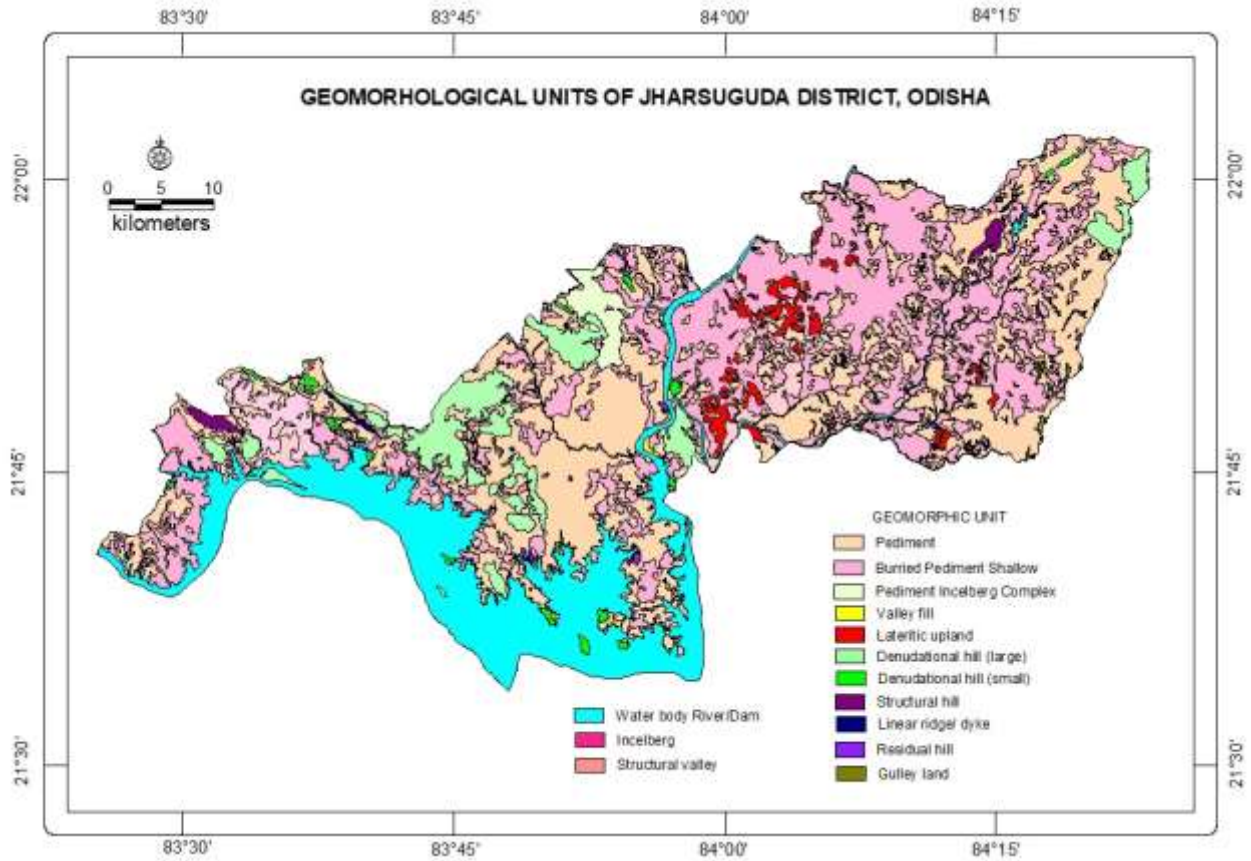 83°30'
83°45'
84°00'
84°15'
GEOMORHOLOGICAL UNITS OF JHARSUGUDA DISTRICT, ODISHA
22°00'
22°00'
0 5 10
kilometers
21°45'
21°45'
GEOMORPHIC UNIT
Pediment
Burried Pediment Shallow
Pediment Incelberg Complex
Valley fill
Lateritic upland
Denudational hill (large)
Denudational hill (small)
Structural hill
Linear ridgel dyke
Residual hill
Gulley land
Water body River/Dam
Incelberg
Structural valley
21°30'
21°30'
83°30'
83°45'
84°00'
84°15'